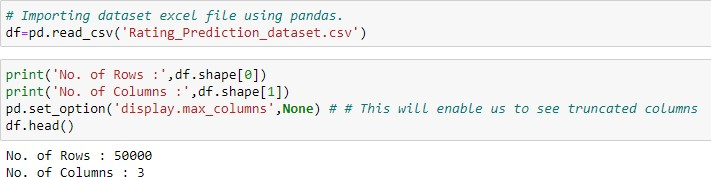 # Importing dataset excel file using pandas.
df=pd.read_csv('Rating_Prediction_dataset.csv')
print('No. of Rows :',df.shape[0])
print('No. of Columns :',df.shape[1])
pd.set_option('display.max_columns',None) # # This will enable us to see truncated columns
df.head()
No. of Rows : 50000
No. of Columns : 3